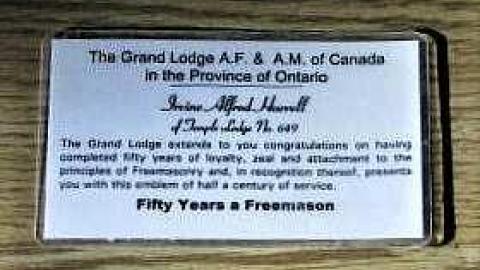 The Grand Lodge A.F. & A.M. of Canada
in the Province of Ontario
Irvine Alfred
of Temple Lodge No. 649
The Grand Lodge extends to you congratulations on having
completed fifty years of loyalty, zeal and attachment to the
principles of Freemasonry and, in recognition thereof, presents
you with this emblem of half a century of service.
Fifty Years a Freemason